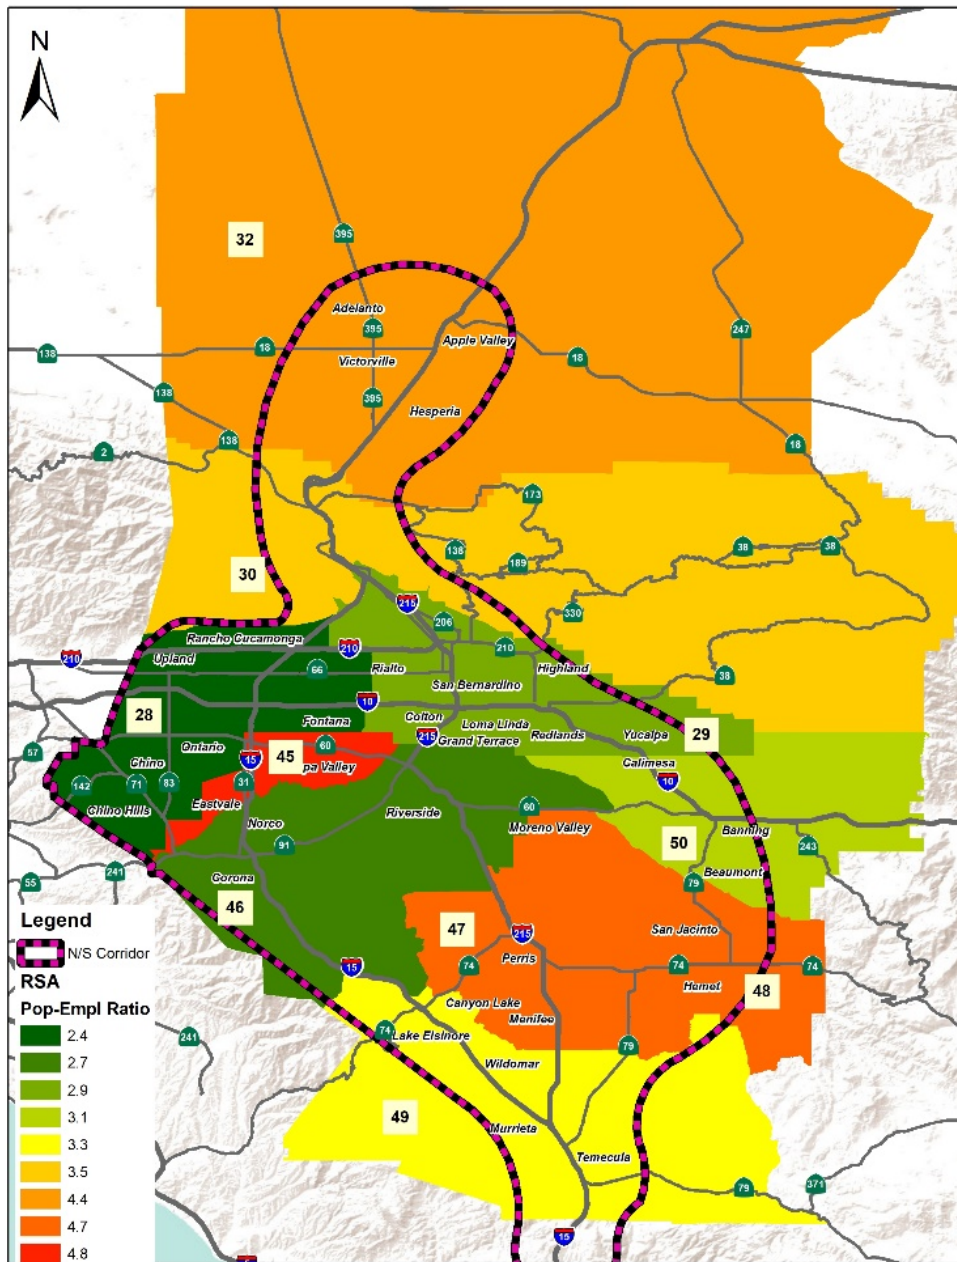 N
32
395
Adelanto
395
247
138
18
Apple Valley
Victorville
18
138
395
Hesperia
138
18
2
173
138
38
38
189
30
215
330
206
Rancho Cucamonga
210
210
210
Upland
66
Rialto
Highland
38
San Bernardino
10
28
Fontana
Colton
Loma Linda
29
215
Grand Terrace
Redlands
Yucalpa
57
Ontario
60
45
Chino
15
pa Valley
Calimesa
10
142
71
83
31
Chino Hills
Eastvale
Riverside
60
Norco
Moreno Valley
Banning
91
50
243
241
Beaumont
55
Corona
79
46
Legend
N/S Corridor
47
San Jacinto
215
RSA
15
Perris
74
74
74
Hemet
48
Pop-Empl Ratio
Canyon Lake
Menifee
2.4
74
Lake Elsinore
241
79
2.7
Wildomar
2.9
3.1
49
Murrieta
3.3
Temecula
3.5
79
371
4.4
4.7
15
4.8